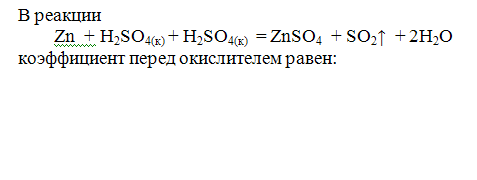 В реакции
Zn + H₂SO₄₍к₎ + H₂SO₄₍к₎ = ZnSO₄ + SO₂↑ + 2H₂O
коэффициент перед окислителем равен: